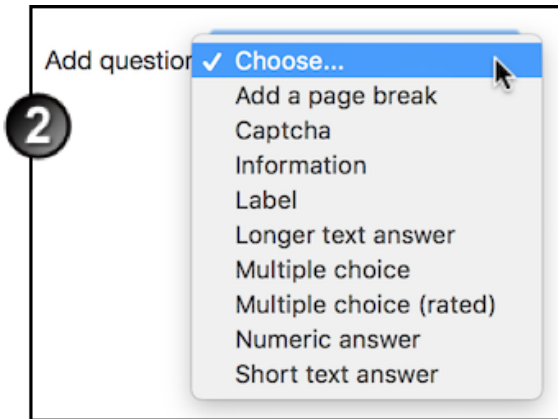 Add question ✓ Choose...
Add a page break
2
Captcha
Information
Label
Longer text answer
Multiple choice
Multiple choice (rated)
Numeric answer
Short text answer